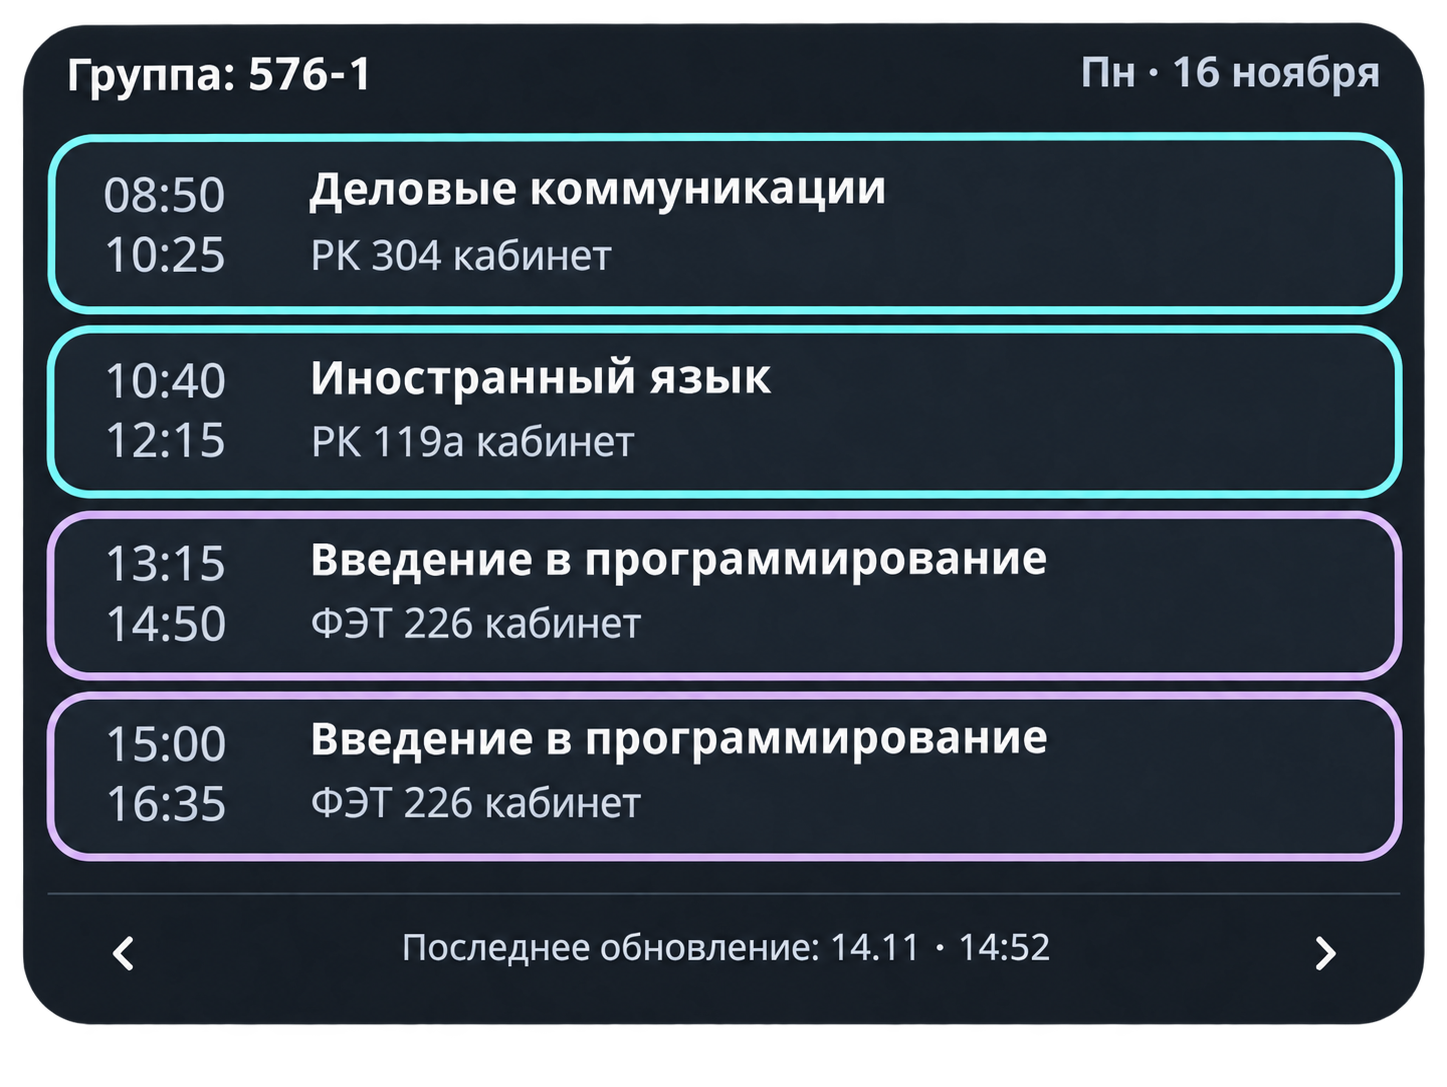 Группа: 576-1
Пн · 16 ноября
08:50
10:25
Деловые коммуникации
РК 304 кабинет
10:40
12:15
Иностранный язык
РК 119а кабинет
13:15
14:50
Введение в программирование
ФЭТ 226 кабинет
15:00
16:35
Введение в программирование
ФЭТ 226 кабинет
Последнее обновление: 14.11 · 14:52